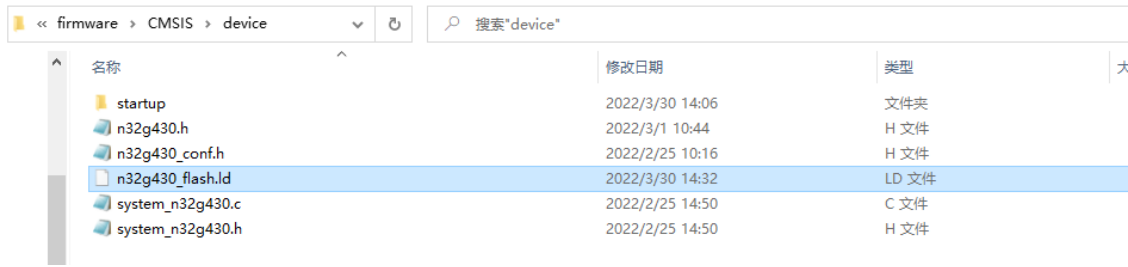 « firmware > CMSIS > device
搜索"device"
名称 修改日期 类型 大
startup 2022/3/30 14:06 文件夹
n32g430.h 2022/3/1 10:44 H 文件
n32g430_conf.h 2022/2/25 10:16 H 文件
n32g430_flash.ld 2022/3/30 14:32 LD 文件
system_n32g430.c 2022/2/25 14:50 C 文件
system_n32g430.h 2022/2/25 14:50 H 文件